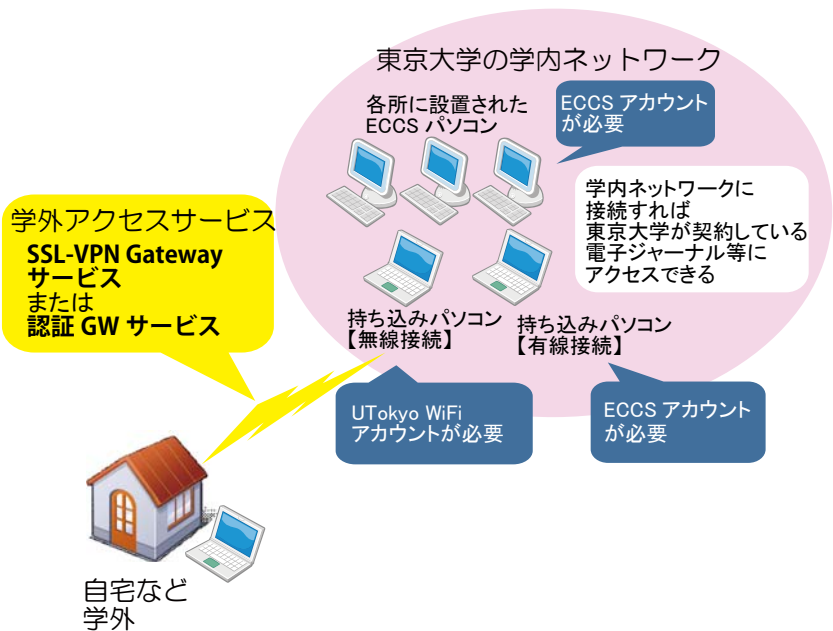 東京大学の学内ネットワーク
各所に設置された
ECCS パソコン
ECCS アカウント
が必要
学内ネットワークに
接続すれば
東京大学が契約している
電子ジャーナル等に
アクセスできる
学外アクセスサービス
SSL-VPN Gateway
サービス
または
認証 GW サービス
持ち込みパソコン
【無線接続】
持ち込みパソコン
【有線接続】
UTokyo WiFi
アカウントが必要
ECCS アカウント
が必要
自宅など
学外